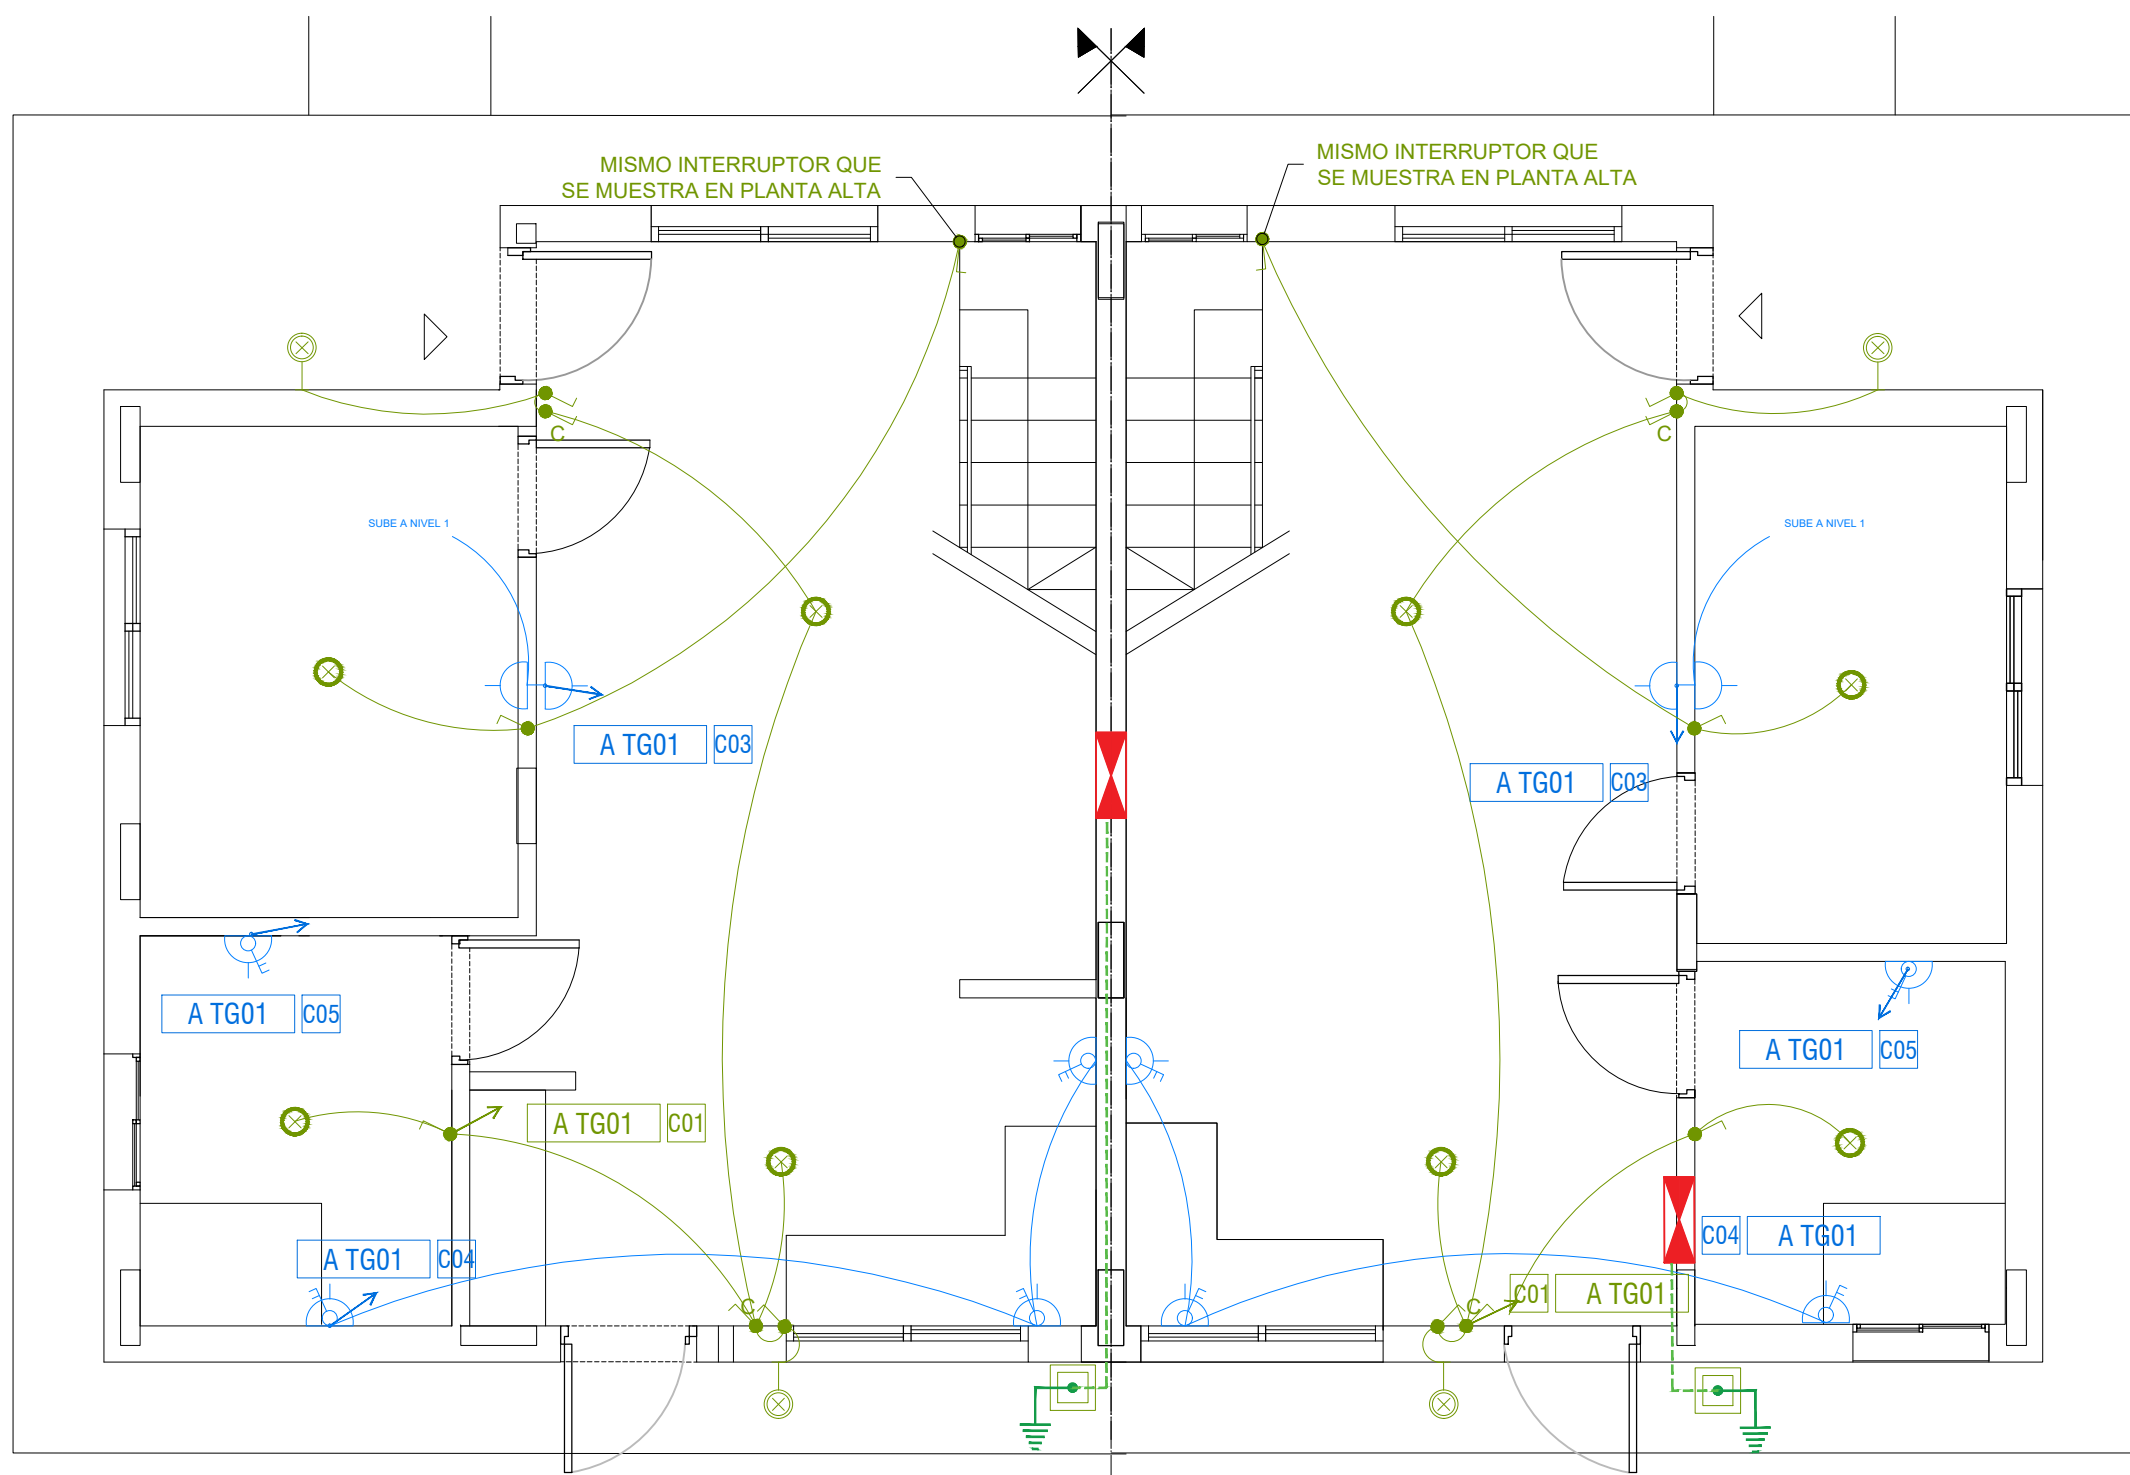 MISMO INTERRUPTOR QUE
SE MUESTRA EN PLANTA ALTA
MISMO INTERRUPTOR QUE
SE MUESTRA EN PLANTA ALTA
C
C
SUBE A NIVEL 1
SUBE A NIVEL 1
A TG01 C03
A TG01 C03
A TG01 C05
A TG01 C05
A TG01 C01
C04 A TG01
A TG01 C04
C01 A TG01
C
C